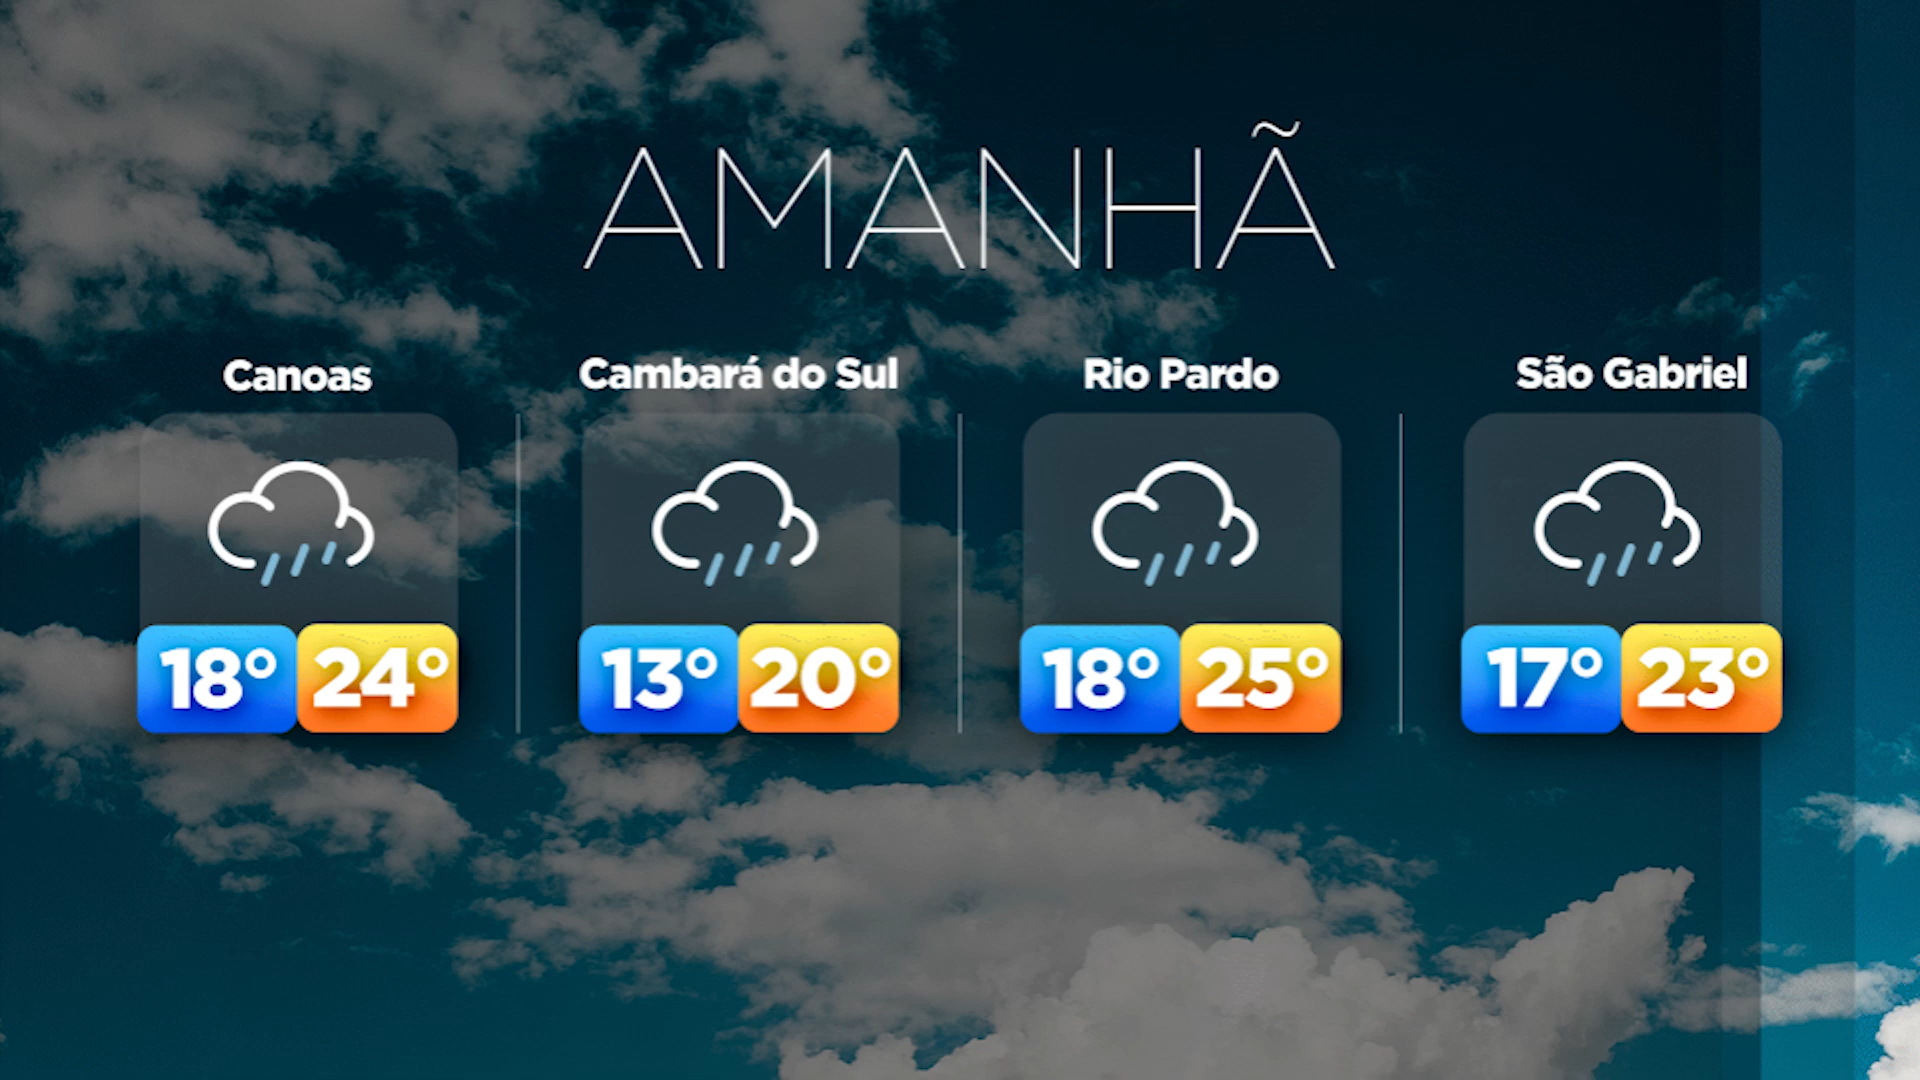 AMANHÃ
Canoas
Cambará do Sul
Rio Pardo
São Gabriel
18° 24°
13° 20°
18° 25°
17° 23°